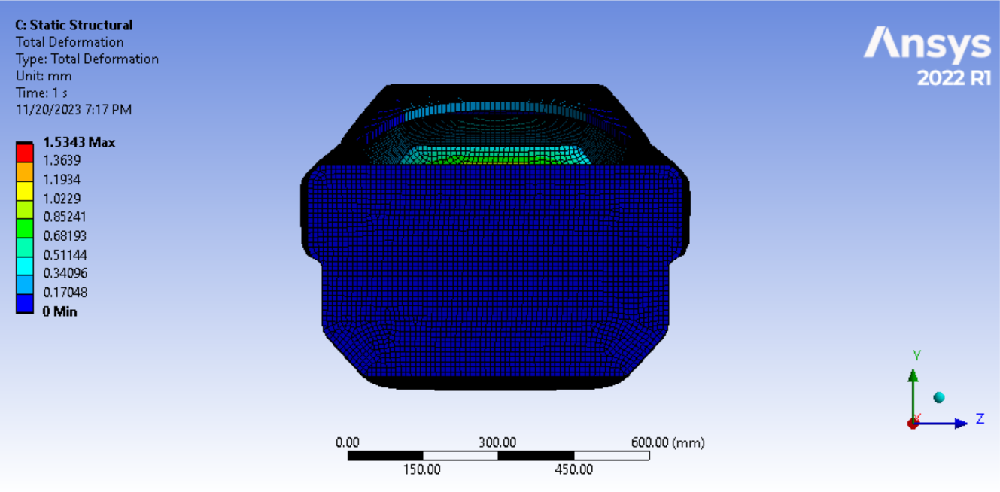 C: Static Structural
Total Deformation
Type: Total Deformation
Unit: mm
Time: 1 s
11/20/2023 7:17 PM
Ansys
2022 R1
1.5343 Max
1.3639
1.1934
1.0229
0.85241
0.68193
0.51144
0.34096
0.17048
0 Min
Y
X
Z
0.00 300.00 600.00 (mm)
150.00 450.00